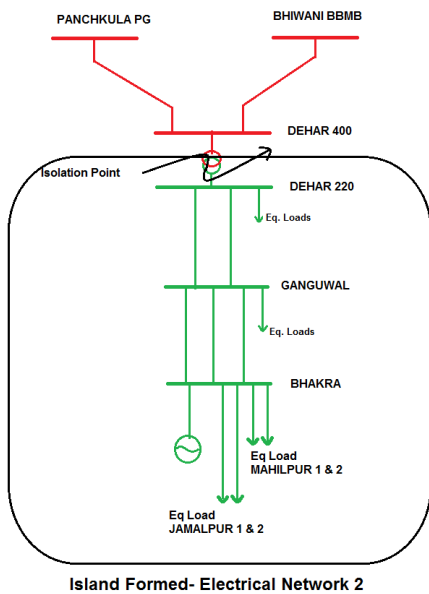 PANCHKULA PG
BHIWANI BBMB
DEHAR 400
Isolation Point
DEHAR 220
Eq. Loads
GANGUWAL
Eq. Loads
BHAKRA
Eq Load
MAHILPUR 1 & 2
Eq Load
JAMALPUR 1 & 2
Island Formed- Electrical Network 2